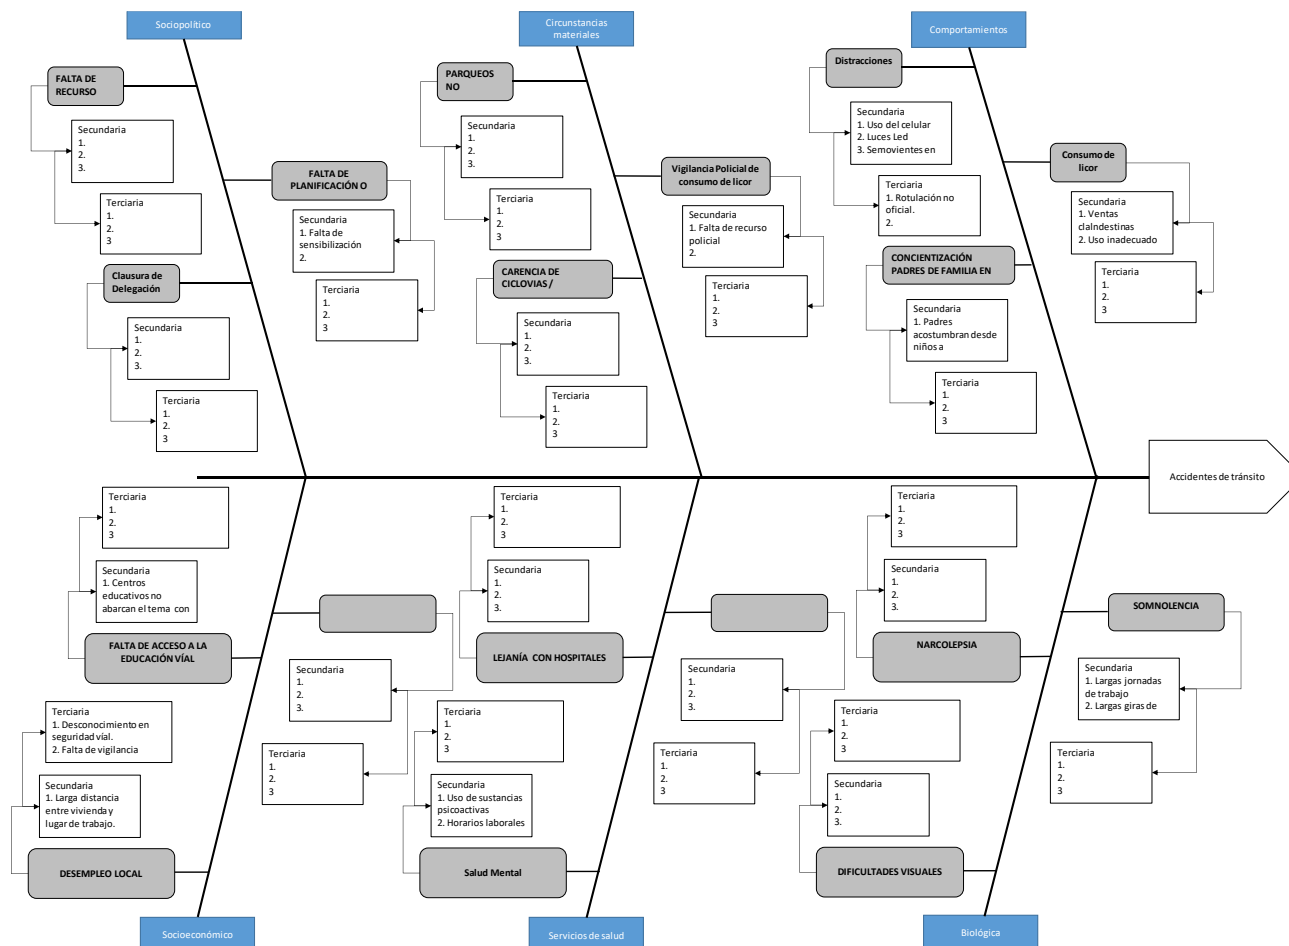 Sociopolítico
Circunstancias
materiales
Comportamientos
FALTA DE
RECURSO
Secundaria
1.
2.
3.
Terciaria
1.
2.
3
FALTA DE
PLANIFICACIÓN O
Secundaria
1. Falta de
sensibilización
2.
Terciaria
1.
2.
3
Clausura de
Delegación
Secundaria
1.
2.
3.
Terciaria
1.
2.
3
PARQUEOS
NO
Secundaria
1.
2.
3.
Terciaria
1.
2.
3
Vigilancia Policial de
consumo de licor
Secundaria
1. Falta de recurso
policial
2.
Terciaria
1.
2.
3
CARENCIA DE
CICLOVIAS /
Secundaria
1.
2.
3.
Terciaria
1.
2.
3
Distracciones
Secundaria
1. Uso del celular
2. Luces Led
3. Semovientes en
Terciaria
1. Rotulación no
oficial.
2.
Consumo de
licor
Secundaria
1. Ventas
clalndestinas
2. Uso inadecuado
Terciaria
1.
2.
3
CONCIENTIZACIÓN
PADRES DE FAMILIA EN
Secundaria
1. Padres
acostumbran desde
niños a
Terciaria
1.
2.
3
Accidentes de tránsito
Terciaria
1.
2.
3
Secundaria
1. Centros
educativos no
abarcan el tema con
FALTA DE ACCESO A LA
EDUCACIÓN VÍAL
Secundaria
1.
2.
3.
Terciaria
1.
2.
3
Terciaria
1. Desconocimiento en
seguridad víal.
2. Falta de vigilancia
Secundaria
1. Larga distancia
entre vivienda y
lugar de trabajo.
DESEMPLEO LOCAL
Socioeconómico
Terciaria
1.
2.
3
Secundaria
1.
2.
3.
LEJANÍA CON HOSPITALES
Secundaria
1.
2.
3.
Terciaria
1.
2.
3
Terciaria
1.
2.
3
Secundaria
1. Uso de sustancias
psicoactivas
2. Horarios laborales
Salud Mental
Servicios de salud
Terciaria
1.
2.
3
Secundaria
1.
2.
3.
NARCOLEPSIA
SOMNOLENCIA
Secundaria
1. Largas jornadas
de trabajo
2. Largas giras de
Terciaria
1.
2.
3
Terciaria
1.
2.
3
Secundaria
1.
2.
3.
DIFICULTADES VISUALES
Biológica